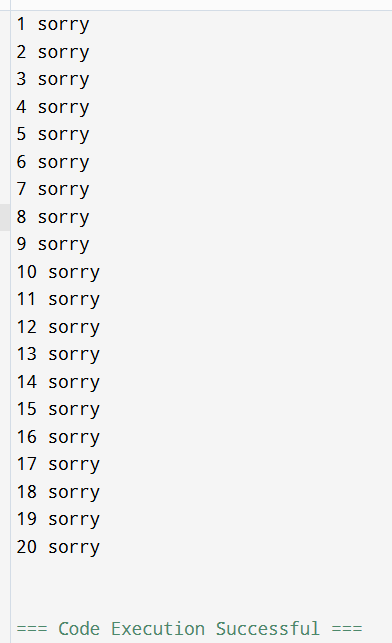 1 sorry
2 sorry
3 sorry
4 sorry
5 sorry
6 sorry
7 sorry
8 sorry
9 sorry
10 sorry
11 sorry
12 sorry
13 sorry
14 sorry
15 sorry
16 sorry
17 sorry
18 sorry
19 sorry
20 sorry
=== Code Execution Successful ===